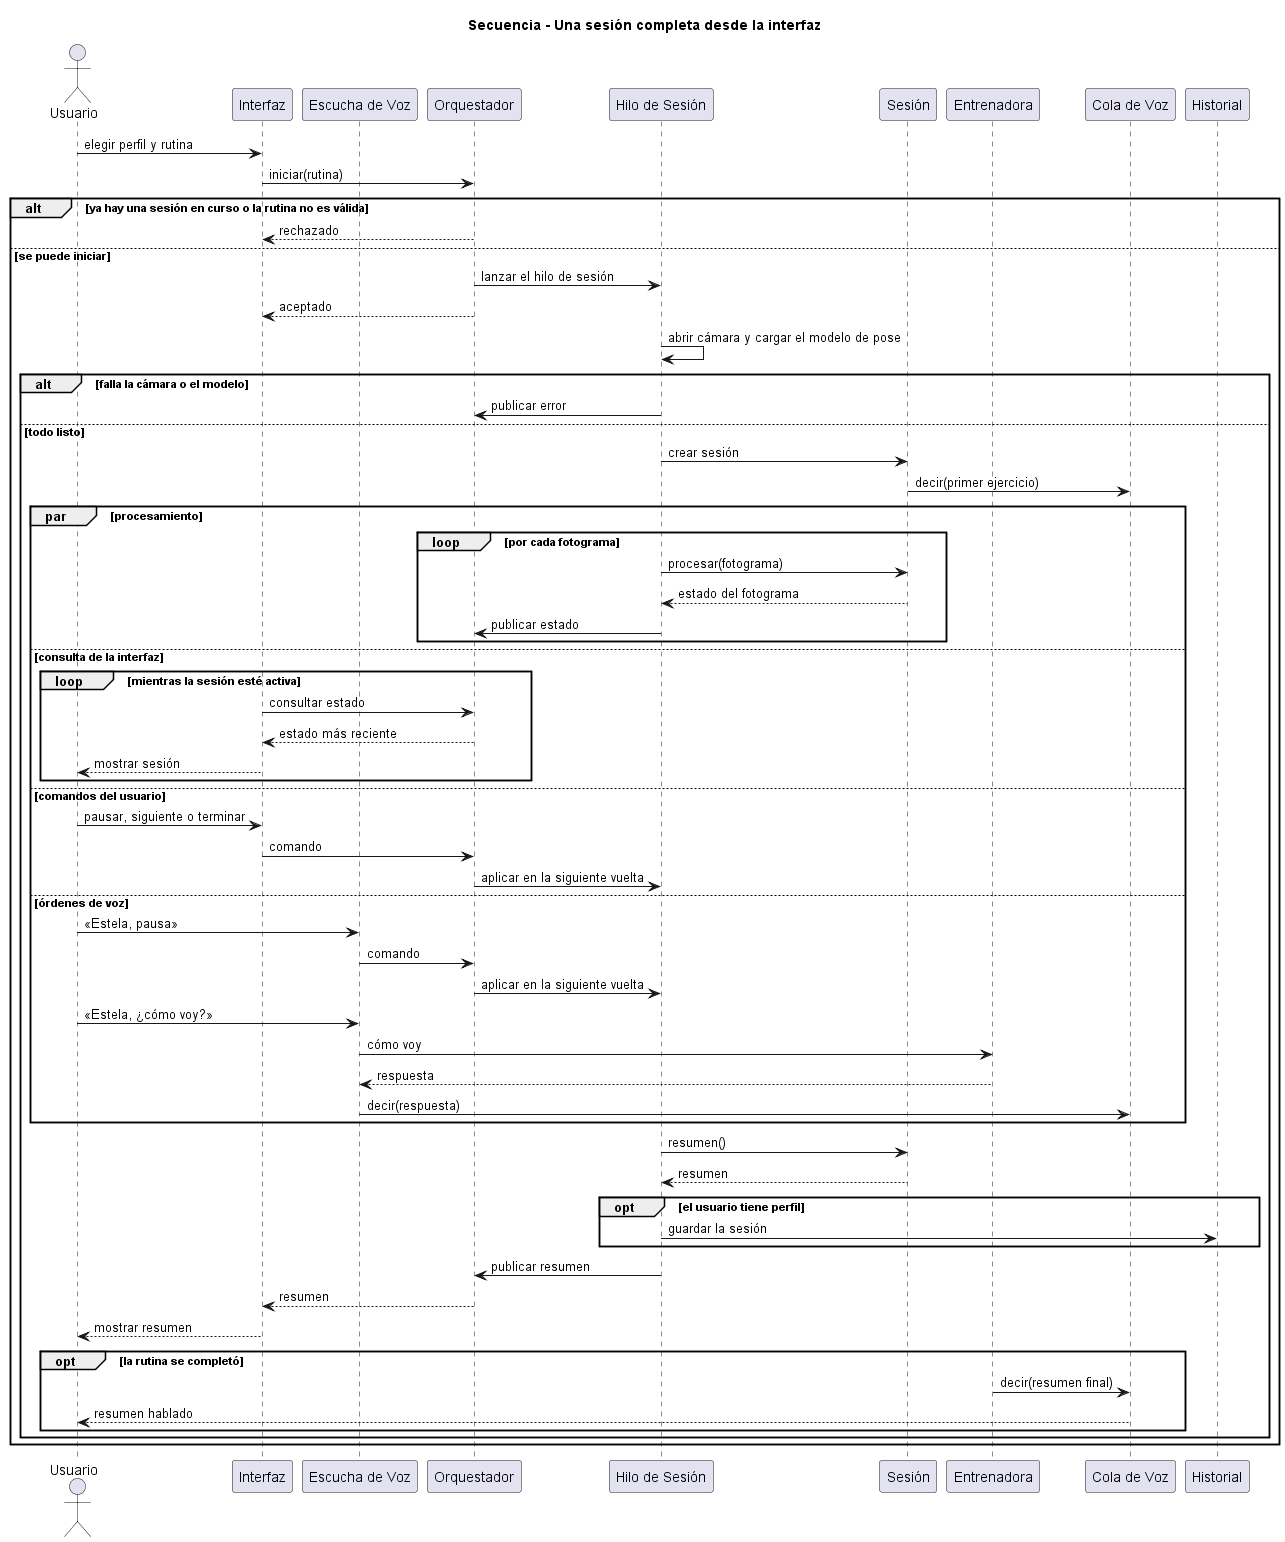 Secuencia - Una sesión completa desde la interfaz
Usuario
Interfaz
Escucha de Voz
Orquestador
Hilo de Sesión
Sesión
Entrenadora
Cola de Voz
Historial
elegir perfil y rutina
iniciar(rutina)
alt [ya hay una sesión en curso o la rutina no es válida]
rechazado
[se puede iniciar]
lanzar el hilo de sesión
aceptado
abrir cámara y cargar el modelo de pose
alt [falla la cámara o el modelo]
publicar error
[todo listo]
crear sesión
decir(primer ejercicio)
par [procesamiento]
loop [por cada fotograma]
procesar(fotograma)
estado del fotograma
publicar estado
[consulta de la interfaz]
loop [mientras la sesión esté activa]
consultar estado
estado más reciente
mostrar sesión
[comandos del usuario]
pausar, siguiente o terminar
comando
aplicar en la siguiente vuelta
[órdenes de voz]
«Estela, pausa»
comando
aplicar en la siguiente vuelta
«Estela, ¿cómo voy?»
cómo voy
respuesta
decir(respuesta)
resumen()
resumen
opt [el usuario tiene perfil]
guardar la sesión
publicar resumen
resumen
mostrar resumen
opt [la rutina se completó]
decir(resumen final)
resumen hablado
Usuario
Interfaz
Escucha de Voz
Orquestador
Hilo de Sesión
Sesión
Entrenadora
Cola de Voz
Historial